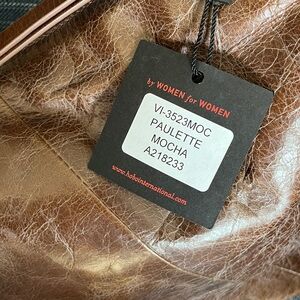 by WOMEN for WOMEN
VI-3523MOC
PAULETTE
MOCHA
A218233
www.hobointernational.com